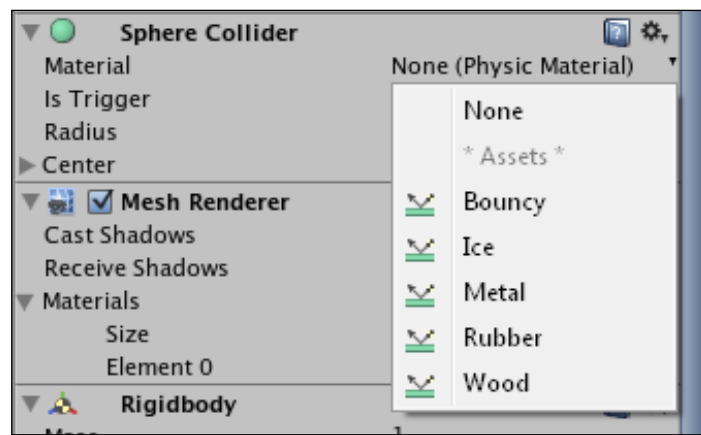 Sphere Collider
Material None (Physic Material)
Is Trigger
Radius
Center
Mesh Renderer
Cast Shadows
Receive Shadows
Materials
Size
Element 0
Rigidbody
None
* Assets *
Bouncy
Ice
Metal
Rubber
Wood